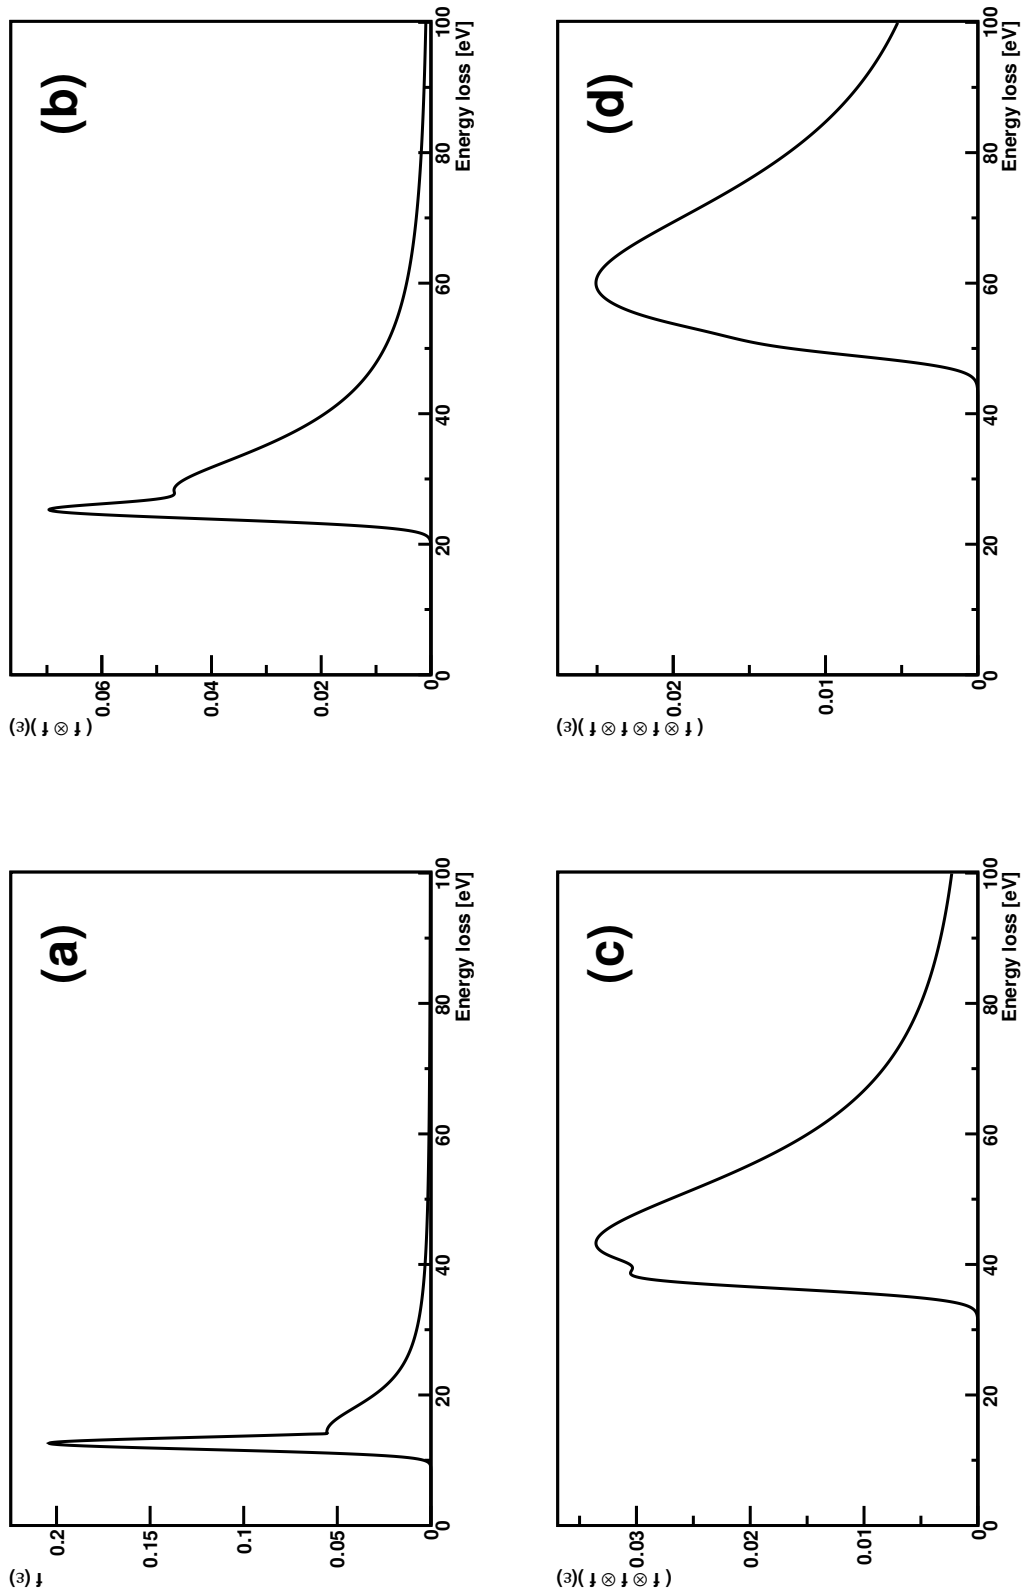 f (ε)
(a)
0.2
0.15
0.1
0.05
0
0 20 40 60 80 100
Energy loss [eV]
(f⊗f)(ε)
(b)
0.06
0.04
0.02
0
0 20 40 60 80 100
Energy loss [eV]
(f⊗f⊗f)(ε)
(c)
0.03
0.02
0.01
0
0 20 40 60 80 100
Energy loss [eV]
(f⊗f⊗f⊗f)(ε)
(d)
0.02
0.01
0
0 20 40 60 80 100
Energy loss [eV]